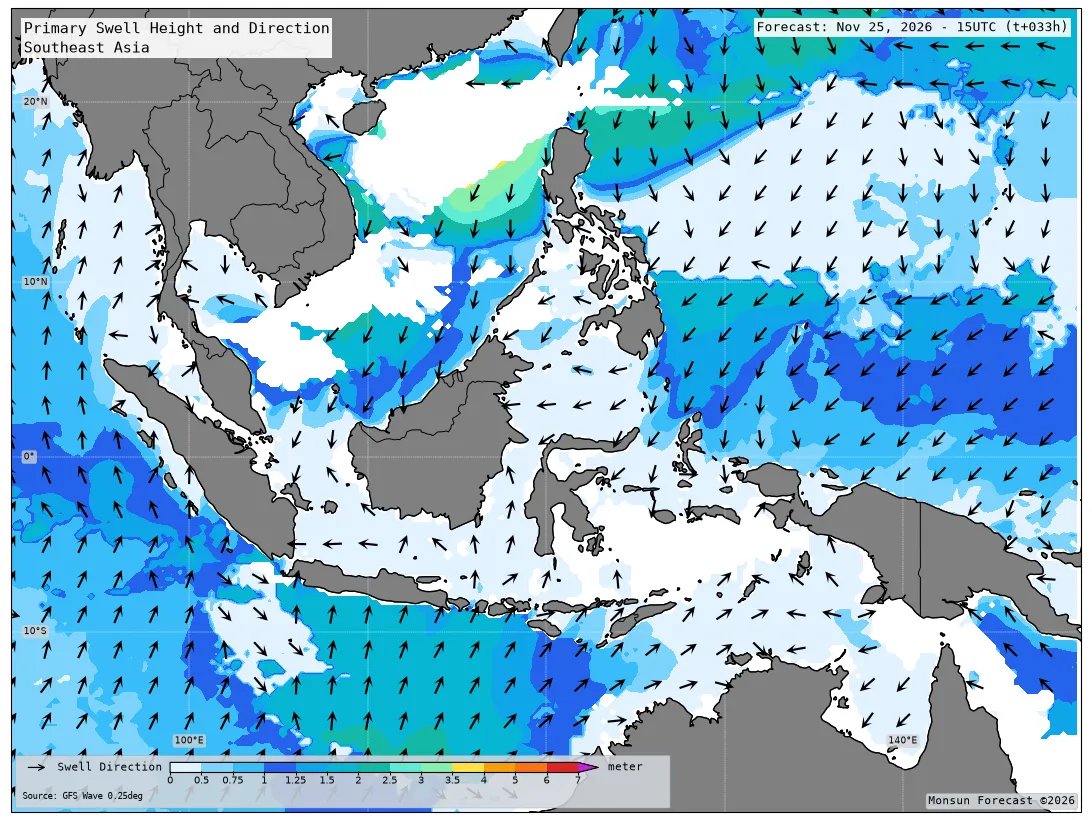 Primary Swell Height and Direction
Southeast Asia
Forecast: Nov 25, 2026 - 15UTC (t+033h)
20°N
10°N
0°
10°S
100°E
140°E
Swell Direction
0 0.5 0.75 1 1.25 1.5 2 2.5 3 3.5 4 5 6 7
meter
Source: GFS Wave 0.25deg
Monsun Forecast ©2026